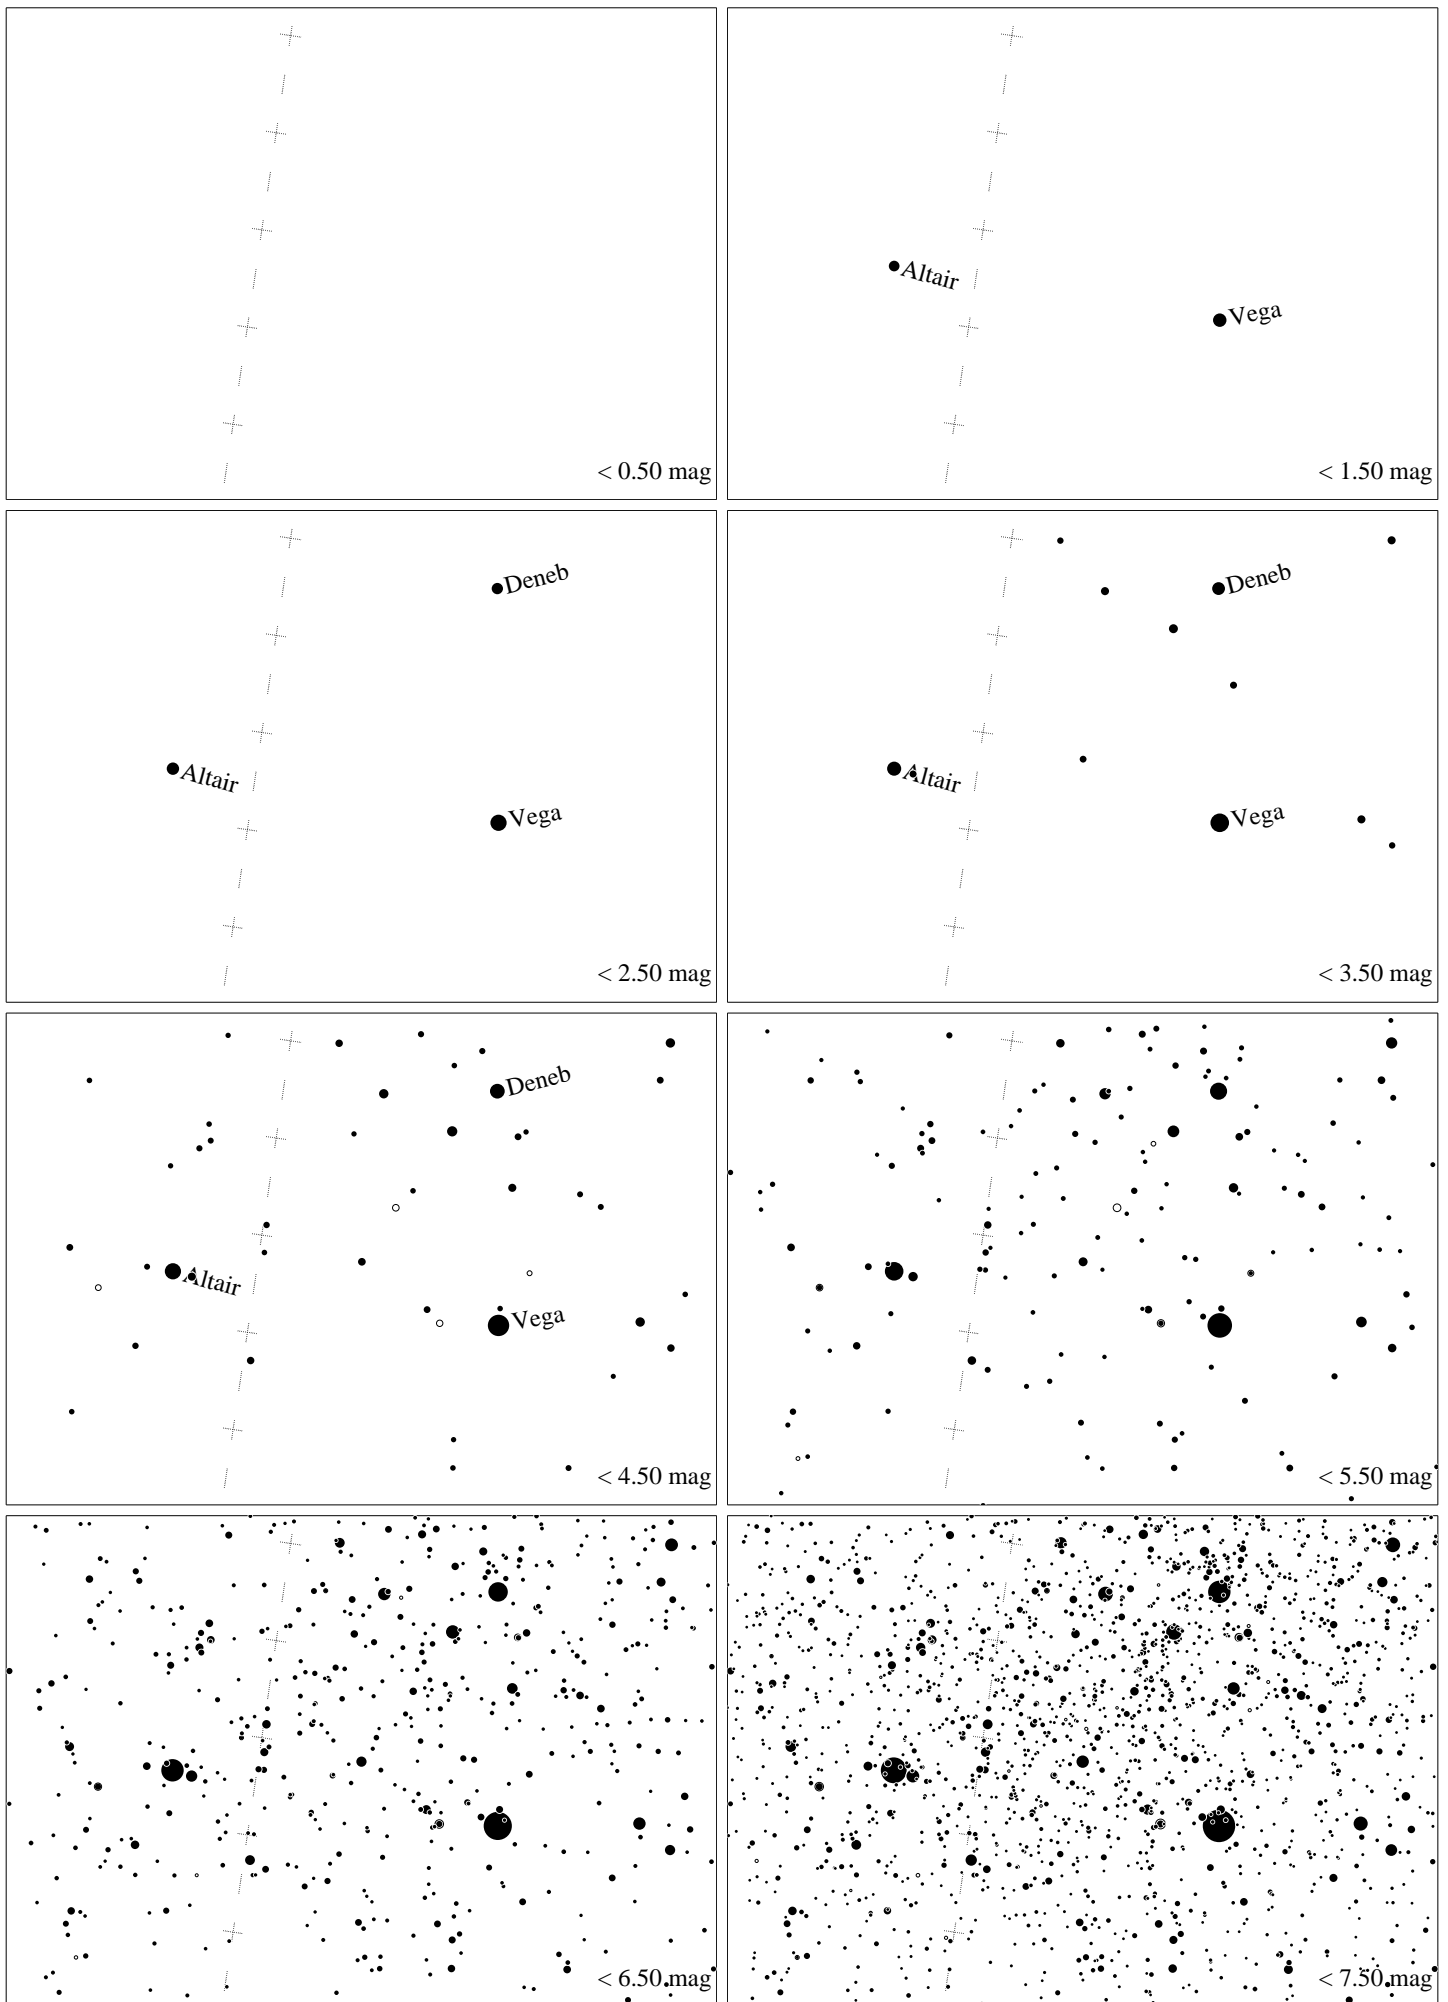 < 0.50 mag
Altair
Vega
< 1.50 mag
Deneb
Altair
Vega
< 2.50 mag
Deneb
Altair
Vega
< 3.50 mag
Deneb
Altair
Vega
< 4.50 mag
< 5.50 mag
< 6.50 mag
< 7.50 mag